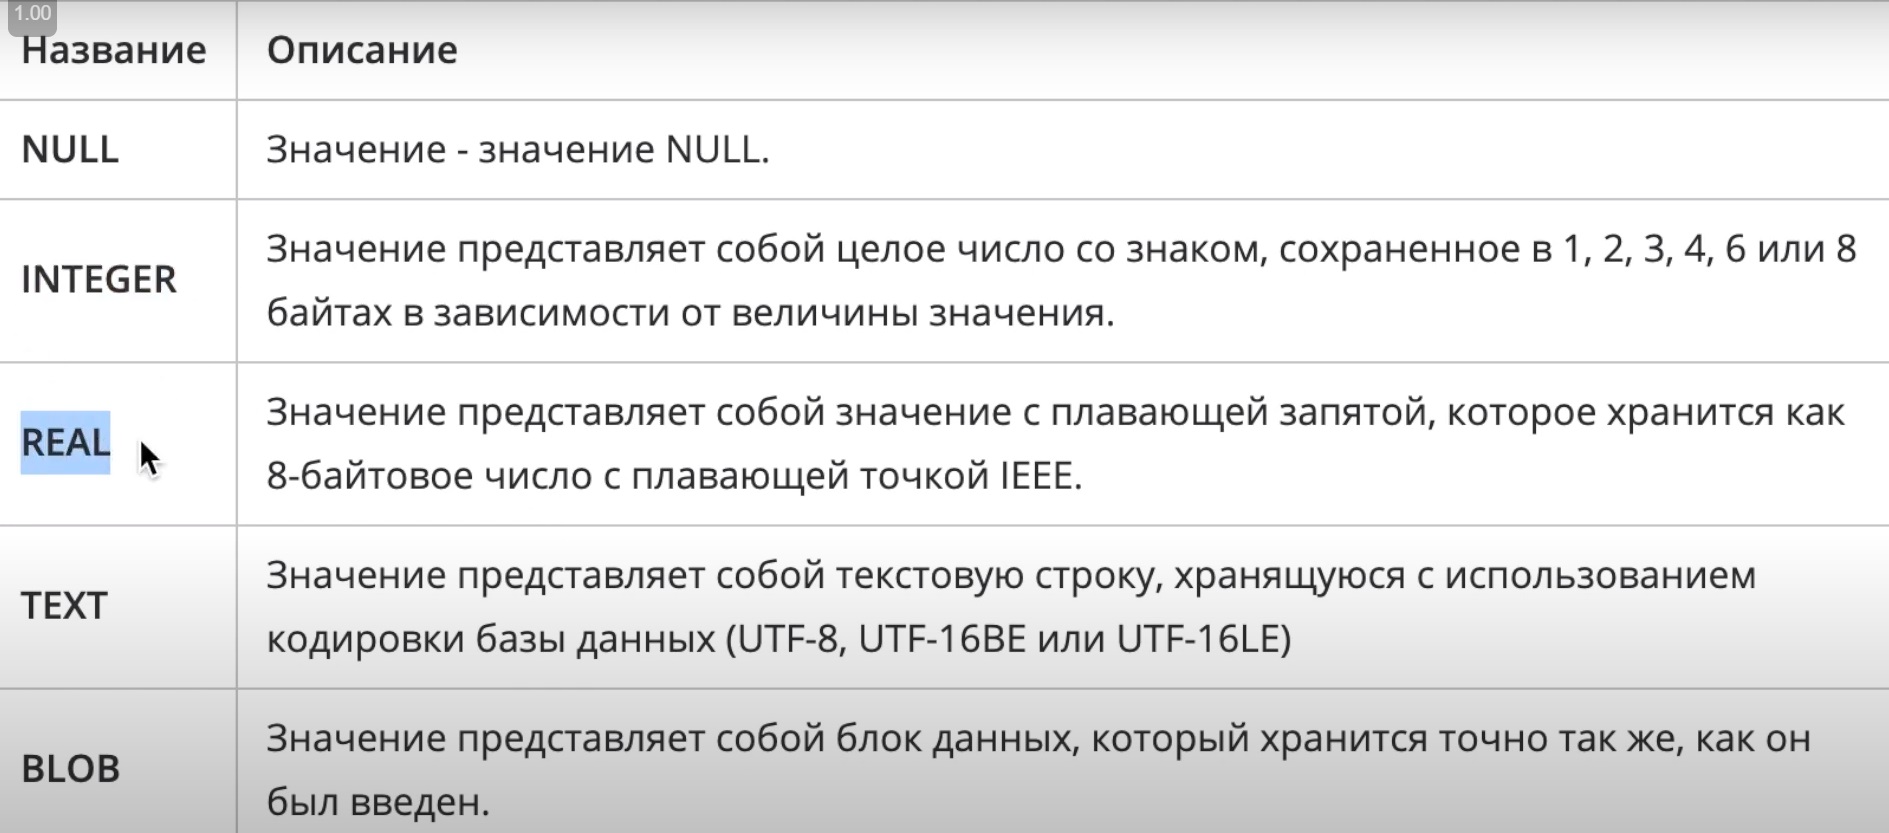 1.00
Название Описание
NULL Значение - значение NULL.
INTEGER Значение представляет собой целое число со знаком, сохраненное в 1, 2, 3, 4, 6 или 8
байтах в зависимости от величины значения.
REAL Значение представляет собой значение с плавающей запятой, которое хранится как
8-байтовое число с плавающей точкой IEEE.
TEXT Значение представляет собой текстовую строку, хранящуюся с использованием
кодировки базы данных (UTF-8, UTF-16BE или UTF-16LE)
BLOB Значение представляет собой блок данных, который хранится точно так же, как он
был введен.